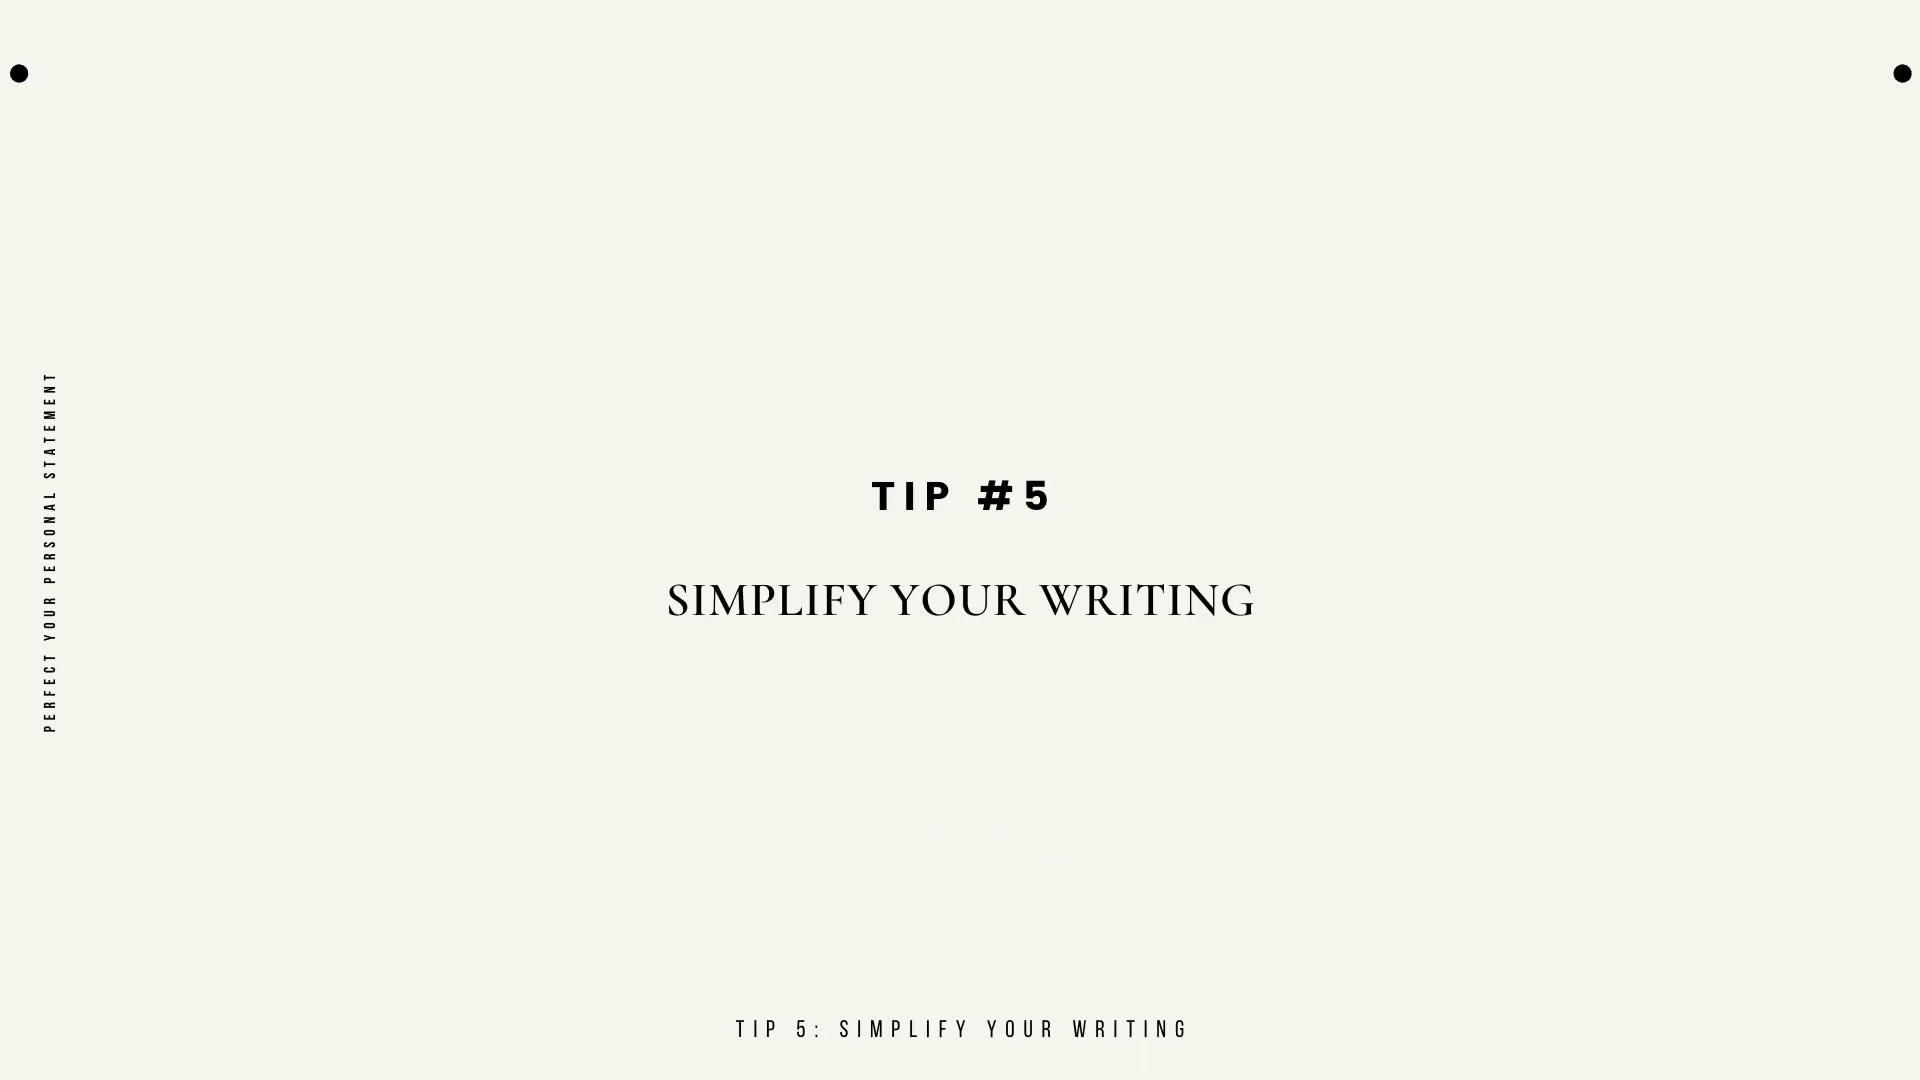 PERFECT YOUR PERSONAL STATEMENT
TIP #5
SIMPLIFY YOUR WRITING
TIP 5: SIMPLIFY YOUR WRITING